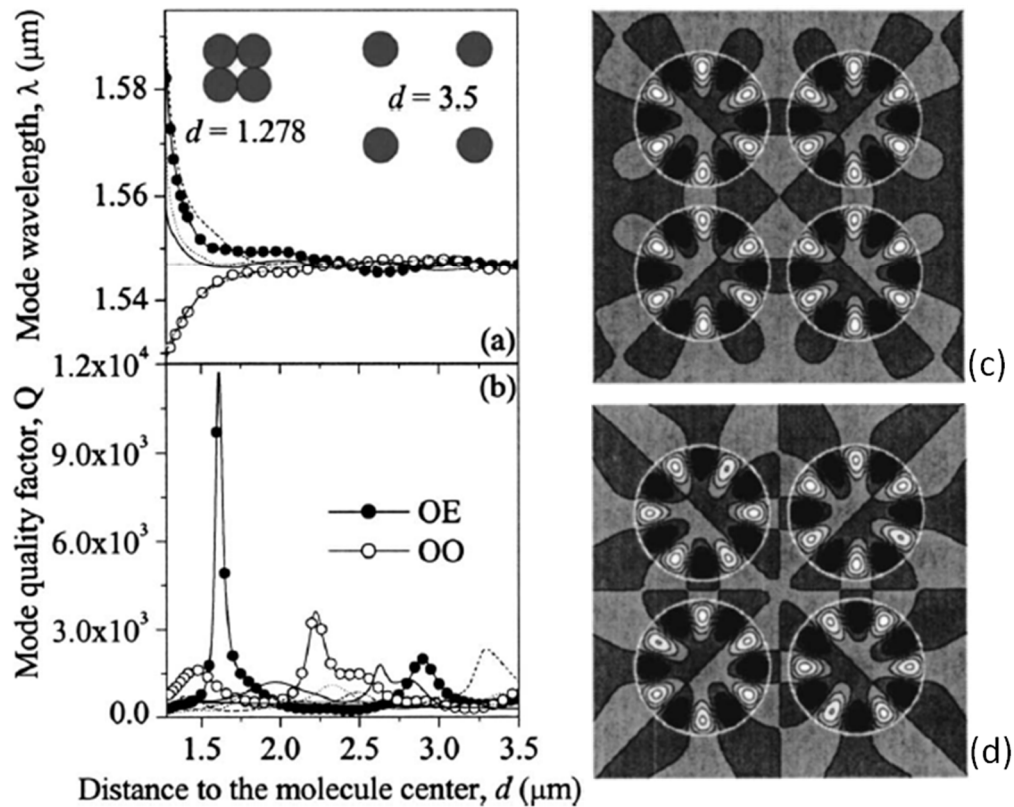 Mode wavelength, λ (μm)
1.58
1.56
1.54
d = 1.278
d = 3.5
(a)
Mode quality factor, Q
1.2x10⁴
9.0x10³
6.0x10³
3.0x10³
0.0
(b)
OE
OO
1.5 2.0 2.5 3.0 3.5
Distance to the molecule center, d (μm)
(c)
(d)